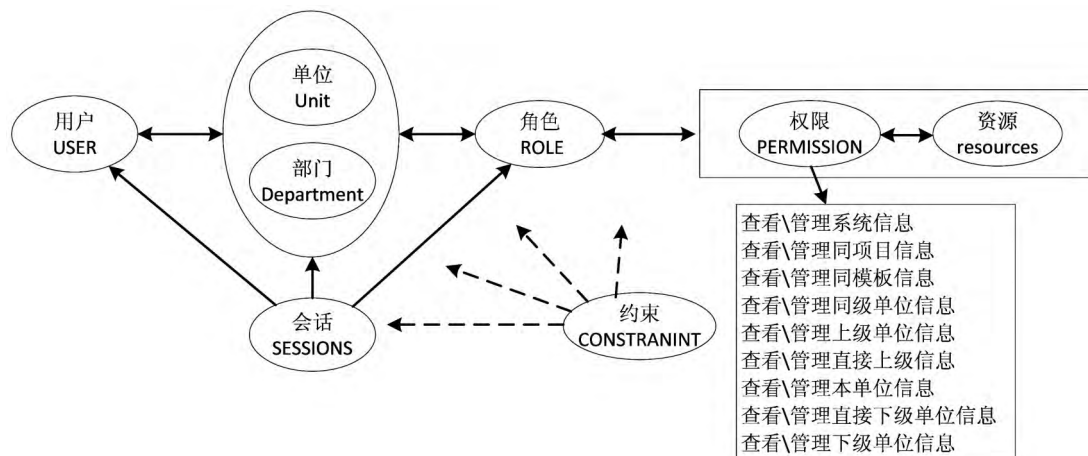 单位
Unit
用户
USER
部门
Department
角色
ROLE
权限
PERMISSION
资源
resources
会话
SESSIONS
约束
CONSTRANINT
查看\管理系统信息
查看\管理同项目信息
查看\管理同模板信息
查看\管理同级单位信息
查看\管理上级单位信息
查看\管理直接上级信息
查看\管理本单位信息
查看\管理直接下级单位信息
查看\管理下级单位信息